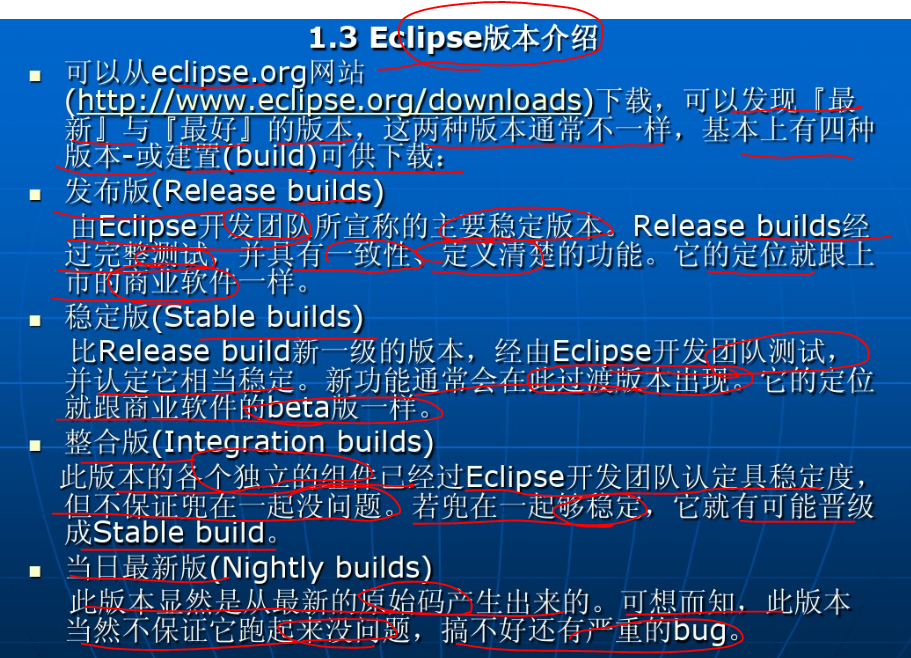 1.3 Eclipse版本介绍
可以从eclipse.org网站
(http://www.eclipse.org/downloads)下载，可以发现『最
新』与『最好』的版本，这两种版本通常不一样，基本上有四种
版本-或建置(build)可供下载：
发布版(Release builds)
由Eclipse开发团队所宣称的主要稳定版本。Release builds经
过完整测试，并具有一致性、定义清楚的功能。它的定位就跟上
市的商业软件一样。
稳定版(Stable builds)
比Release build新一级的版本，经由Eclipse开发团队测试，
并认定它相当稳定。新功能通常会在此过渡版本出现。它的定位
就跟商业软件的beta版一样。
整合版(Integration builds)
此版本的各个独立的组件已经过Eclipse开发团队认定具稳定度，
但不保证兜在一起没问题。若兜在一起够稳定，它就有可能晋级
成Stable build。
当日最新版(Nightly builds)
此版本显然是从最新的原始码产生出来的。可想而知，此版本
当然不保证它跑起来没问题，搞不好还有严重的bug。